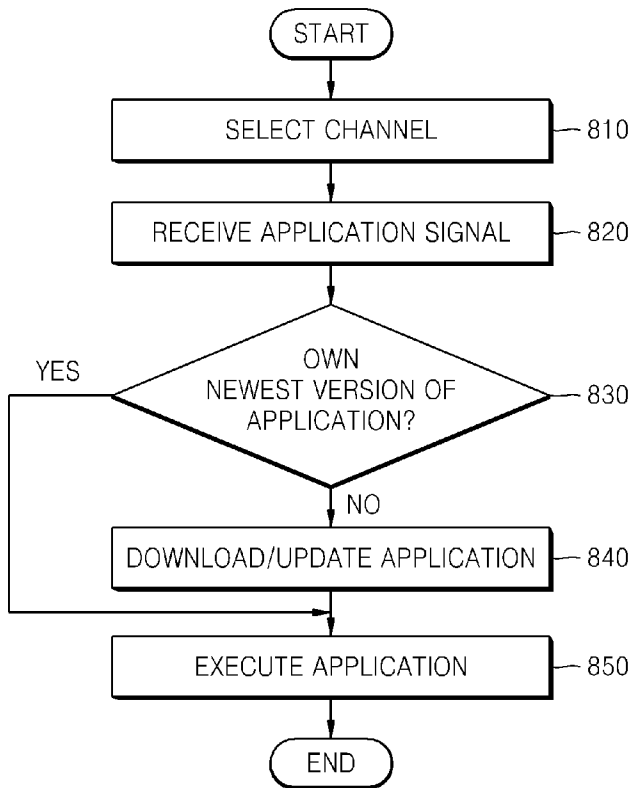 START
SELECT CHANNEL
810
RECEIVE APPLICATION SIGNAL
820
YES
OWN
NEWEST VERSION OF
APPLICATION?
830
NO
DOWNLOAD/UPDATE APPLICATION
840
EXECUTE APPLICATION
850
END